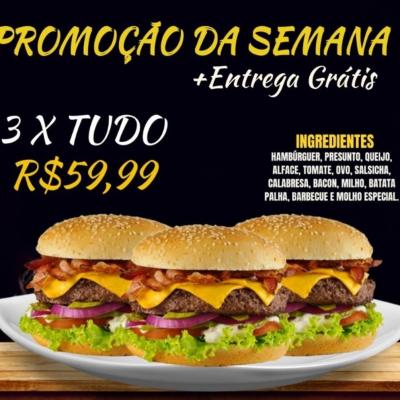 PROMOÇÃO DA SEMANA
+Entrega Grátis
3 X TUDO
R$59,99
INGREDIENTES
HAMBÚRGUER, PRESUNTO, QUEIJO,
ALFACE, TOMATE, OVO, SALSICHA,
CALABRESA, BACON, MILHO, BATATA
PALHA, BARBECUE E MOLHO ESPECIAL.